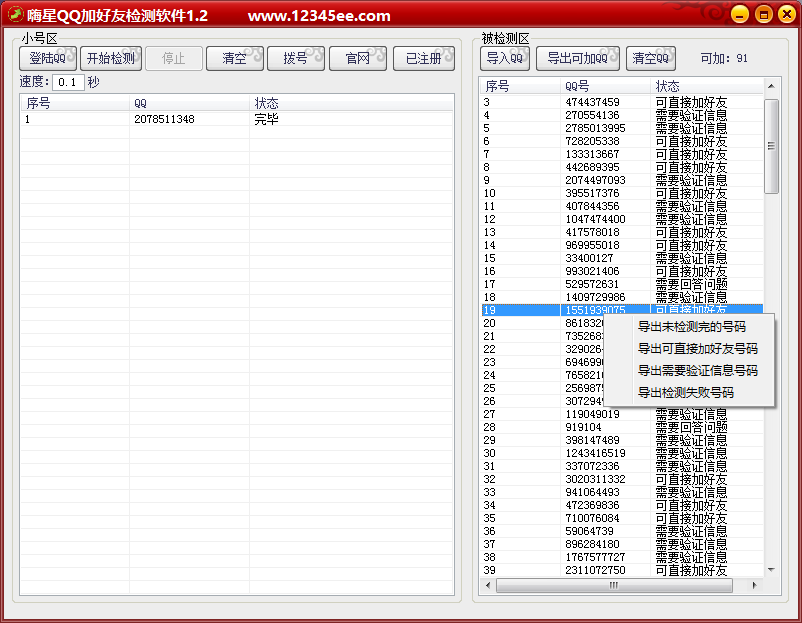 嗨星QQ加好友检测软件1.2 www.12345ee.com
小号区
登陆QQ 开始检测 停止 清空 拨号 官网 已注册
速度: 0.1 秒
序号 QQ 状态
1 2078511348 完毕
被检测区
导入QQ 导出可加QQ 清空QQ 可加: 91
序号 QQ号 状态
3 474437459 可直接加好友
4 270554136 需要验证信息
5 2785013995 需要验证信息
6 728205338 可直接加好友
7 133313667 可直接加好友
8 442689395 可直接加好友
9 2074497093 需要验证信息
10 395517376 可直接加好友
11 407844356 需要验证信息
12 1047474400 需要验证信息
13 417578018 可直接加好友
14 969955018 可直接加好友
15 33400127 需要验证信息
16 993021406 可直接加好友
17 529572631 需要回答问题
18 1409729986 需要验证信息
19 1551939075 可直接加好友
20 861832
21 735268
22 329026
23 694699
24 765821
25 256987
26 307294
27 119049019 需要验证信息
28 919104 需要回答问题
29 398147489 需要验证信息
30 1243416519 需要验证信息
31 337072336 需要验证信息
32 3020311332 可直接加好友
33 941064493 需要验证信息
34 472369836 可直接加好友
35 710076084 可直接加好友
36 59064739 需要验证信息
37 896284180 需要验证信息
38 1767577727 需要验证信息
39 2311072750 可直接加好友
导出未检测完的号码
导出可直接加好友号码
导出需要验证信息号码
导出检测失败号码